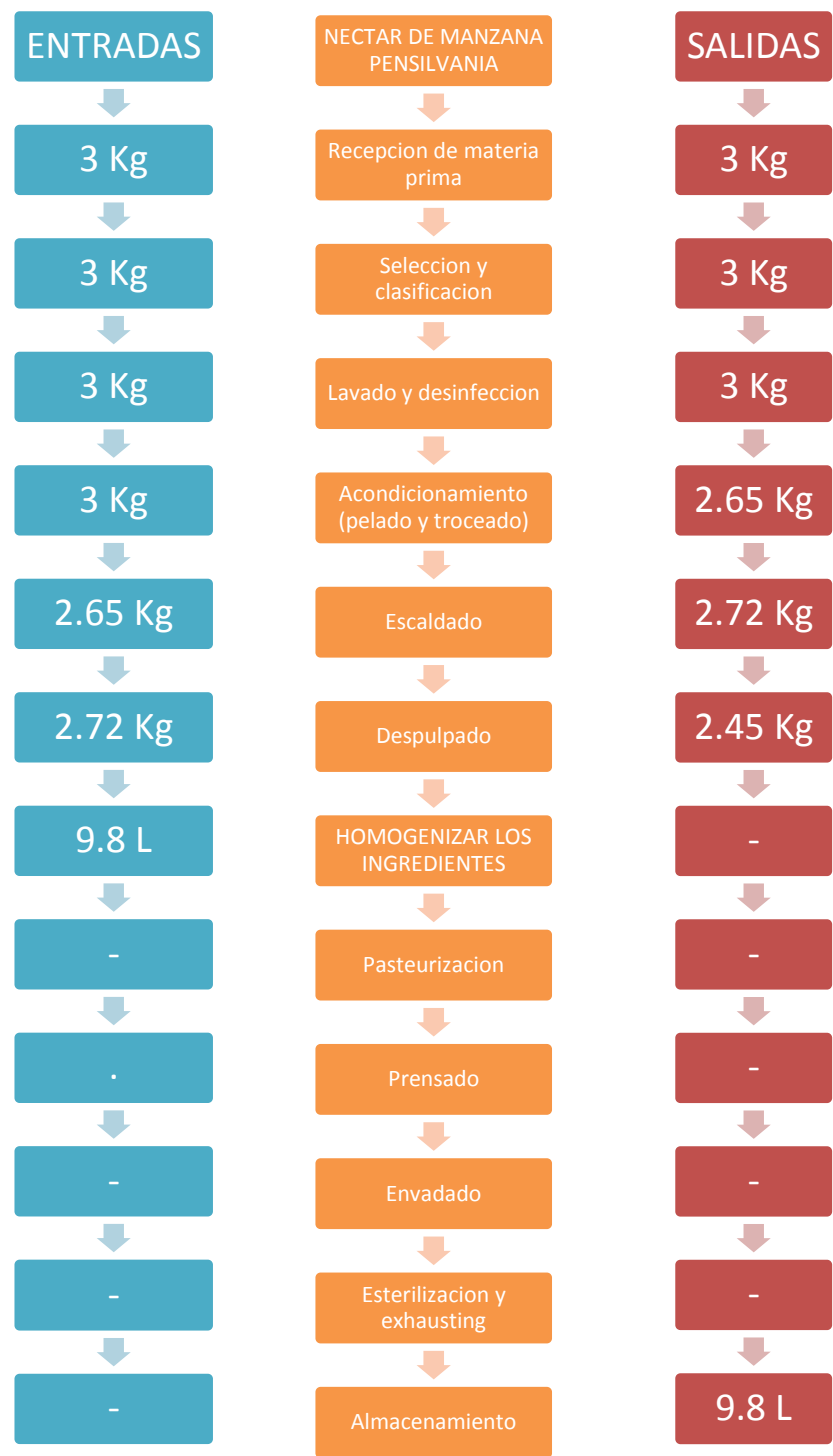 ENTRADAS
NECTAR DE MANZANA
PENSILVANIA
SALIDAS
3 Kg
Recepcion de materia
prima
3 Kg
3 Kg
Seleccion y
clasificacion
3 Kg
3 Kg
Lavado y desinfeccion
3 Kg
3 Kg
Acondicionamiento
(pelado y troceado)
2.65 Kg
2.65 Kg
Escaldado
2.72 Kg
2.72 Kg
Despulpado
2.45 Kg
9.8 L
HOMOGENIZAR LOS
INGREDIENTES
-
-
Pasteurizacion
-
.
Prensado
-
-
Envadado
-
-
Esterilizacion y
exhausting
-
-
Almacenamiento
9.8 L